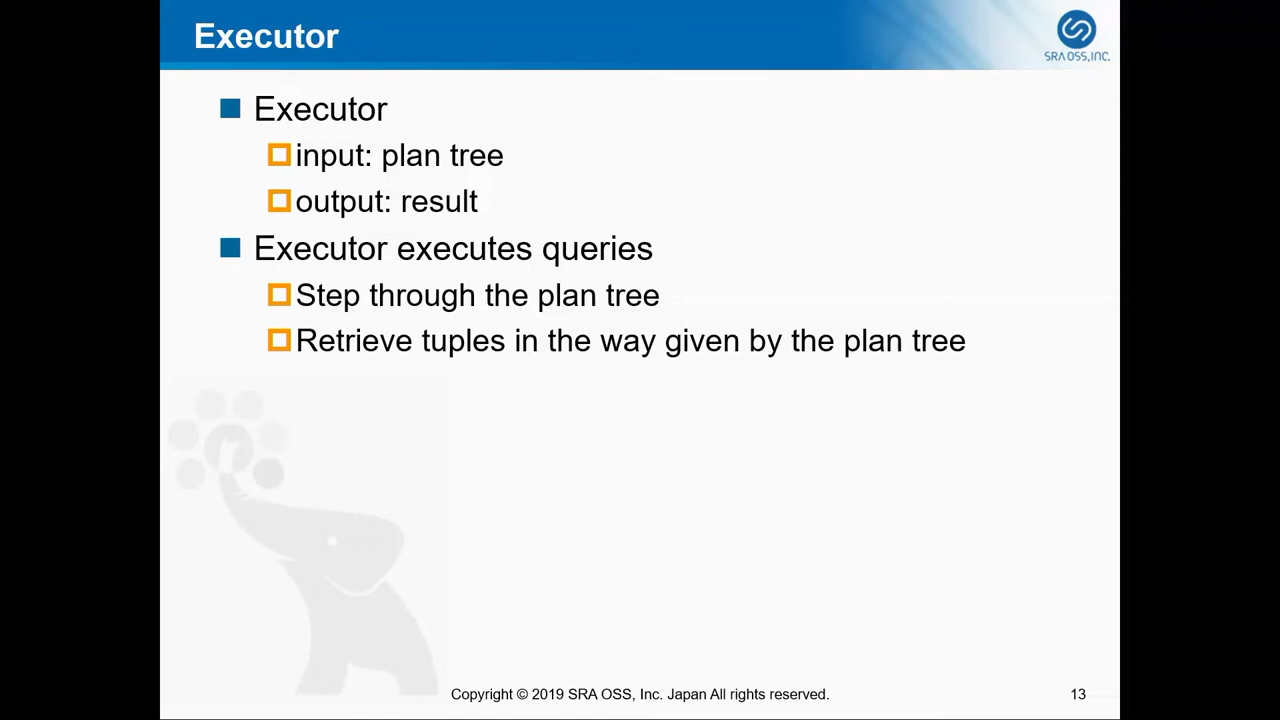 Executor
SRA OSS, INC.
Executor
input: plan tree
output: result
Executor executes queries
Step through the plan tree
Retrieve tuples in the way given by the plan tree
Copyright © 2019 SRA OSS, Inc. Japan All rights reserved.
13